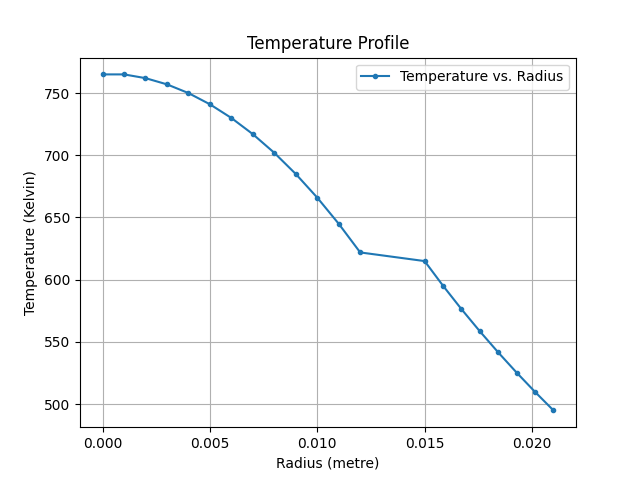 Temperature Profile
Temperature vs. Radius
Temperature (Kelvin)
750
700
650
600
550
500
0.000 0.005 0.010 0.015 0.020
Radius (metre)